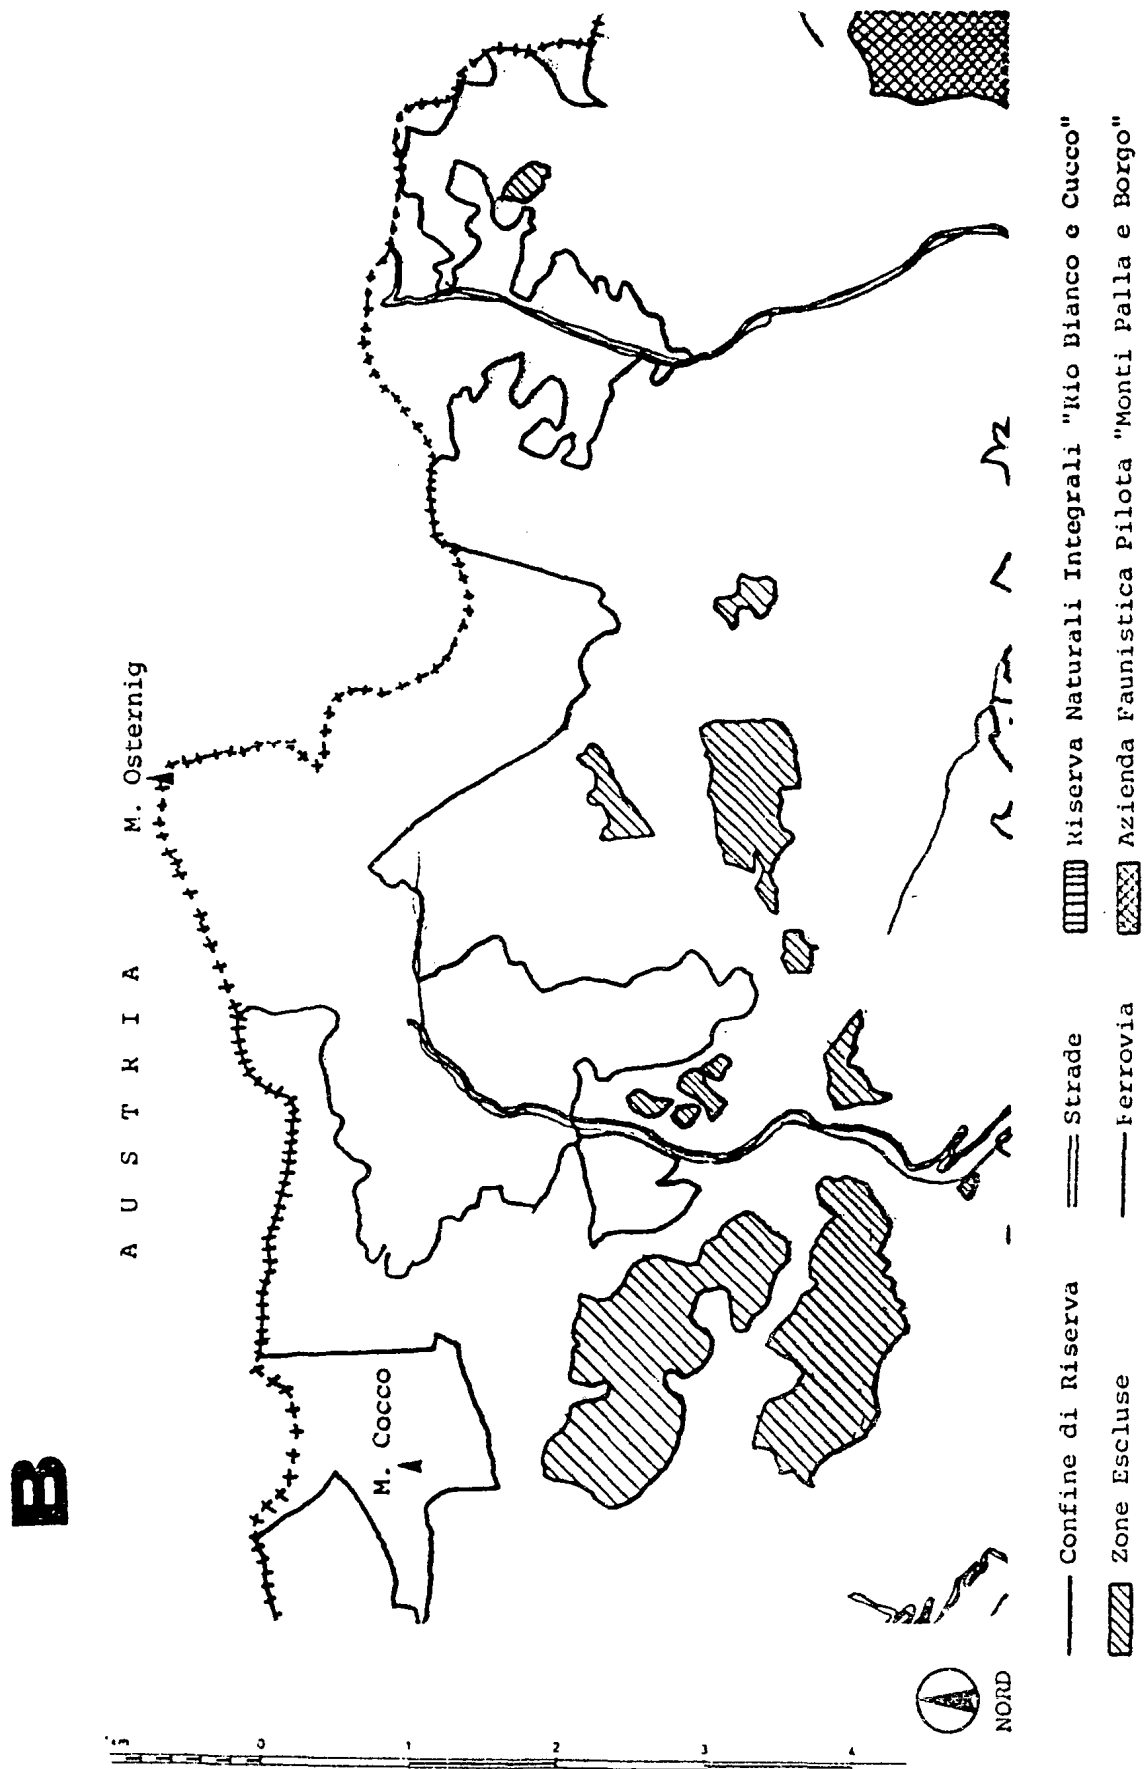 B
AUSTRIA
M. Osternig
M. Cocco
NORD
km
0
1
2
3
4
Confine di Riserva
Strade
Riserva Naturali Integrali "Rio Bianco e Cucco"
Zone Escluse
Ferrovia
Azienda Faunistica Pilota "Monti Palla e Borgo"